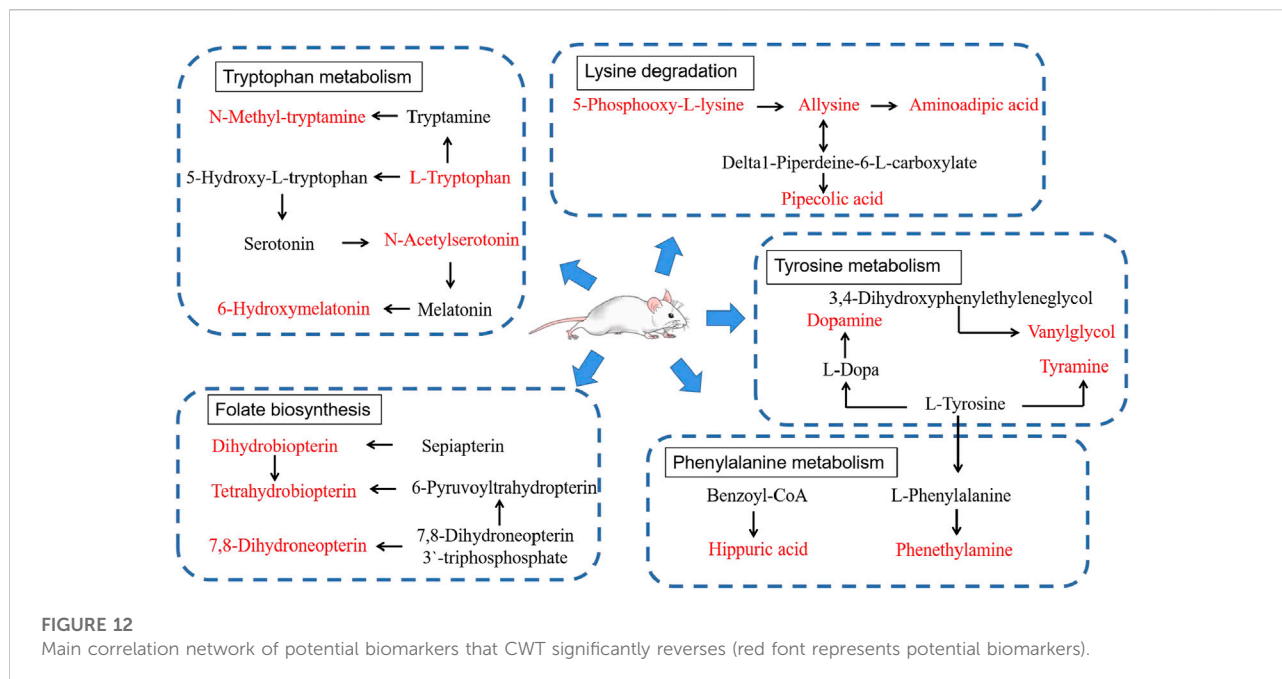 Tryptophan metabolism
N-Methyl-tryptamine
Tryptamine
5-Hydroxy-L-tryptophan
L-Tryptophan
Serotonin
N-Acetylserotonin
6-Hydroxymelatonin
Melatonin
Lysine degradation
5-Phosphooxy-L-lysine
Allysine
Aminoadipic acid
Delta1-Piperdeine-6-L-carboxylate
Pipecolic acid
Tyrosine metabolism
3,4-Dihydroxyphenylethyleneglycol
Dopamine
Vanylglycol
L-Dopa
Tyramine
L-Tyrosine
Folate biosynthesis
Dihydrobiopterin
Sepiapterin
Tetrahydrobiopterin
6-Pyruvoyltrahydropterin
7,8-Dihydroneopterin
7,8-Dihydroneopterin
3`-triphosphosphate
Phenylalanine metabolism
Benzoyl-CoA
L-Phenylalanine
Hippuric acid
Phenethylamine
FIGURE 12
Main correlation network of potential biomarkers that CWT significantly reverses (red font represents potential biomarkers).